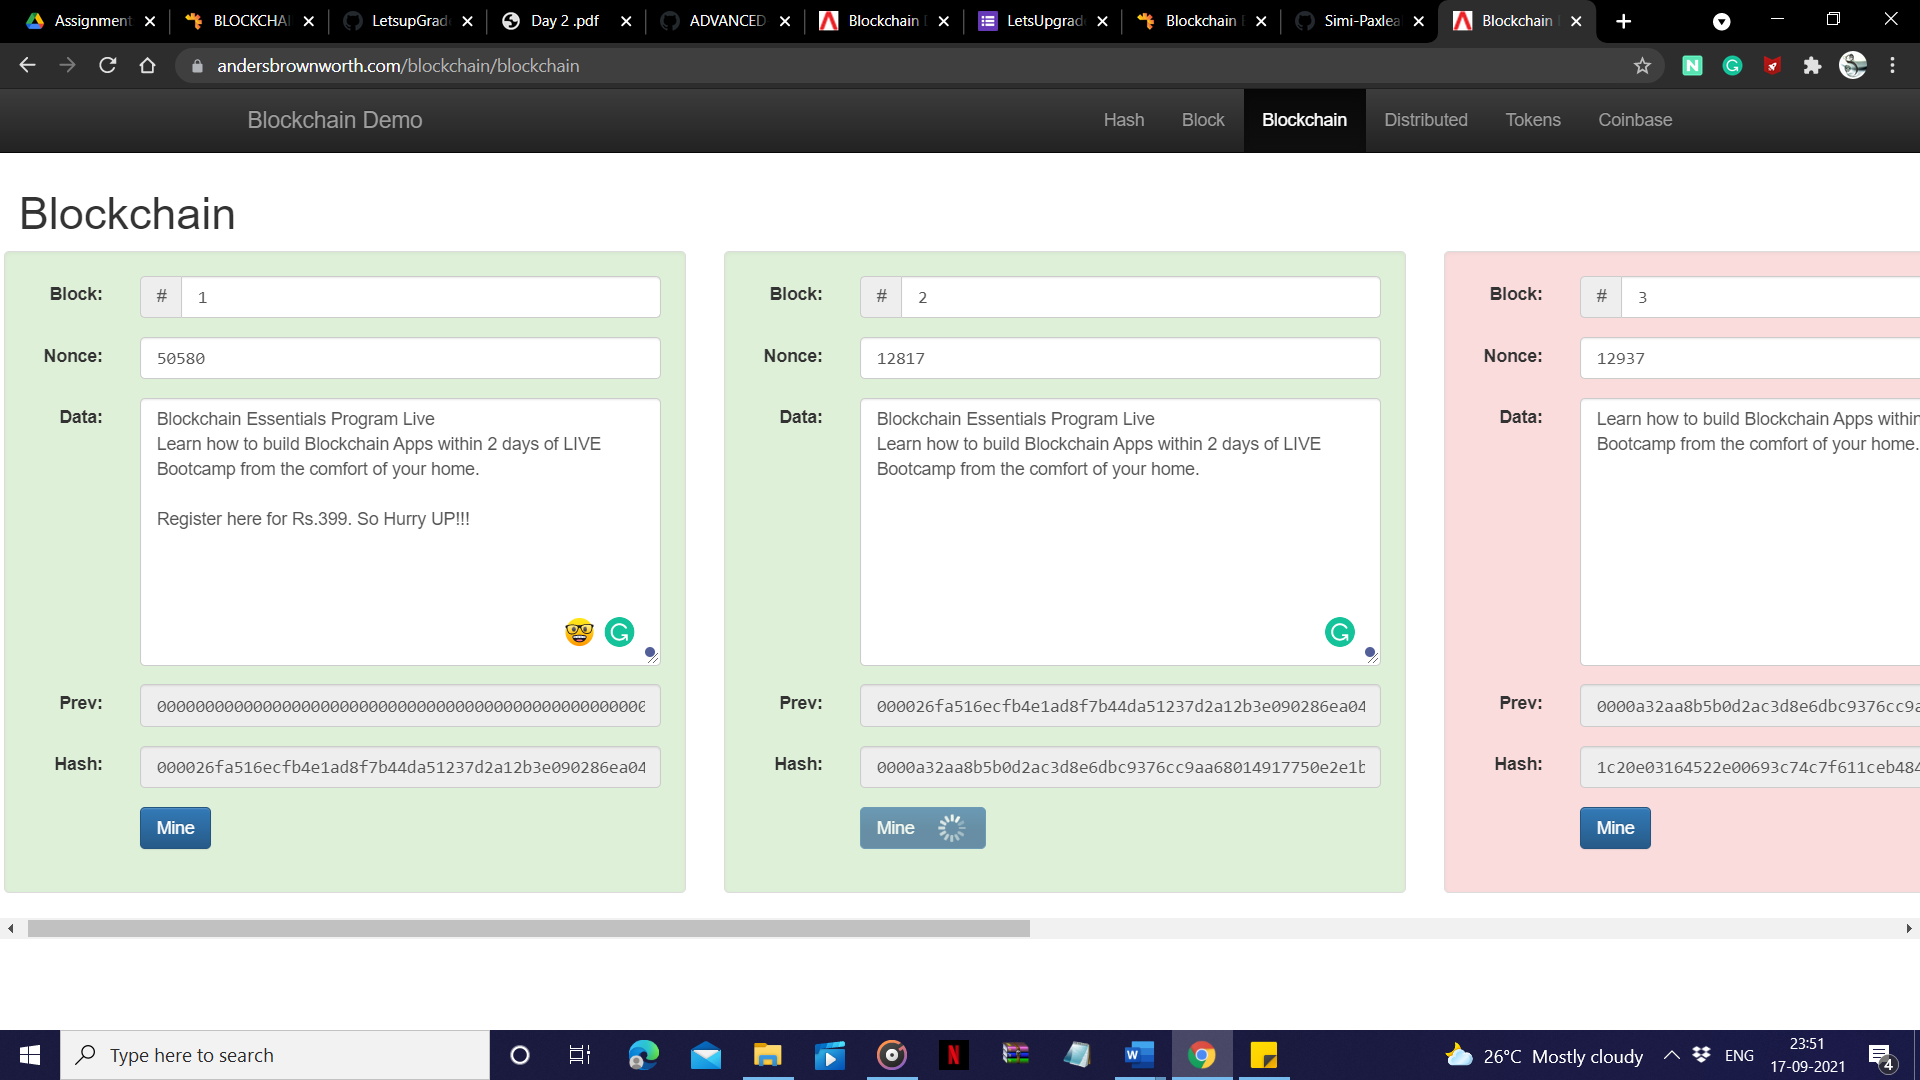 Assignment
BLOCKCHAI
LetsupGrad
Day 2 .pdf
ADVANCED
Blockchain
LetsUpgrad
Blockchain
Simi-Paxlea
Blockchain
andersbrownworth.com/blockchain/blockchain
Blockchain Demo
Hash
Block
Blockchain
Distributed
Tokens
Coinbase
Blockchain
Block:
#
1
Nonce:
50580
Data:
Blockchain Essentials Program Live
Learn how to build Blockchain Apps within 2 days of LIVE
Bootcamp from the comfort of your home.
Register here for Rs.399. So Hurry UP!!!
Prev:
Hash:
000026fa516ecfb4e1ad8f7b44da51237d2a12b3e090286ea04
Mine
Block:
#
2
Nonce:
12817
Data:
Blockchain Essentials Program Live
Learn how to build Blockchain Apps within 2 days of LIVE
Bootcamp from the comfort of your home.
Prev:
000026fa516ecfb4e1ad8f7b44da51237d2a12b3e090286ea04
Hash:
0000a32aa8b5b0d2ac3d8e6dbc9376cc9aa68014917750e2e1b
Mine
Block:
#
3
Nonce:
12937
Data:
Learn how to build Blockchain Apps within
Bootcamp from the comfort of your home.
Prev:
0000a32aa8b5b0d2ac3d8e6dbc9376cc9a
Hash:
1c20e03164522e00693c74c7f611ceb484
Mine
Type here to search
26°C Mostly cloudy
ENG
23:51
17-09-2021
4